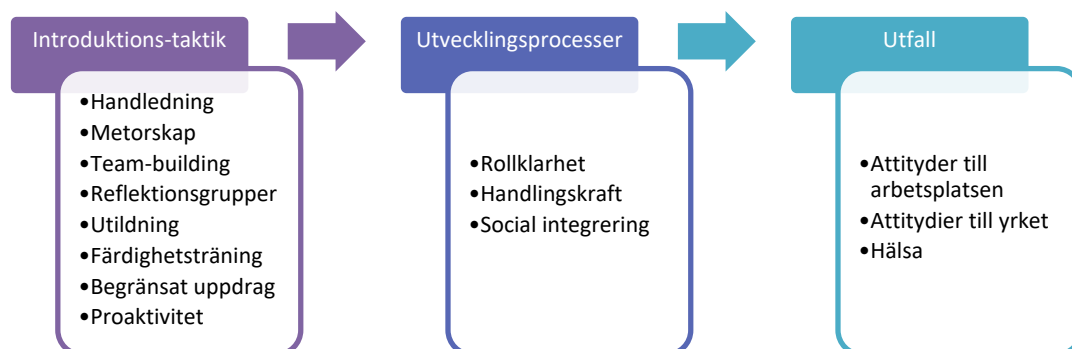 Introduktions-taktik
•Handledning
•Metorskap
•Team-building
•Reflektionsgrupper
•Utildning
•Färdighetsträning
•Begränsat uppdrag
•Proaktivitet
Utvecklingsprocesser
•Rollklarhet
•Handlingskraft
•Social integrering
Utfall
•Attityder till
arbetsplatsen
•Attitydier till yrket
•Hälsa